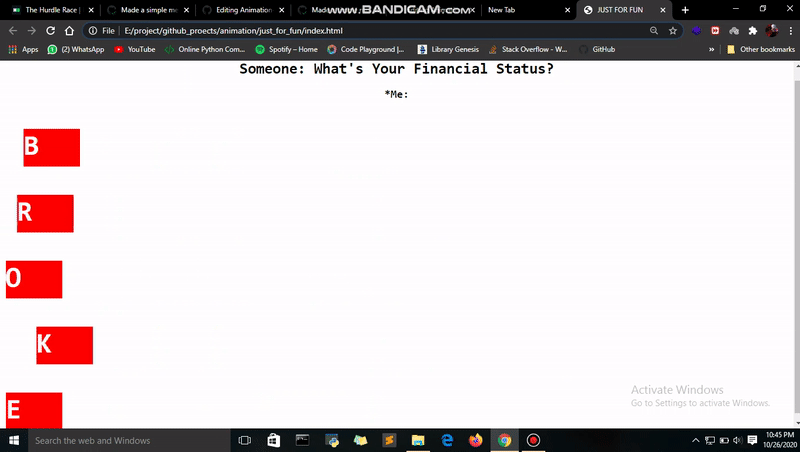 The Hurdle Race |
Made a simple me
Editing Animation
Mad
WWW.BANDICAM.COM
New Tab
JUST FOR FUN
File | E:/project/github_proects/animation/just_for_fun/index.html
Apps
(2) WhatsApp
YouTube
Online Python Com...
Spotify – Home
Code Playground |...
Library Genesis
Stack Overflow - W...
GitHub
Other bookmarks
Someone: What's Your Financial Status?
*Me:
B
R
O
K
E
Activate Windows
Go to Settings to activate Windows.
Search the web and Windows
10:45 PM
10/26/2020